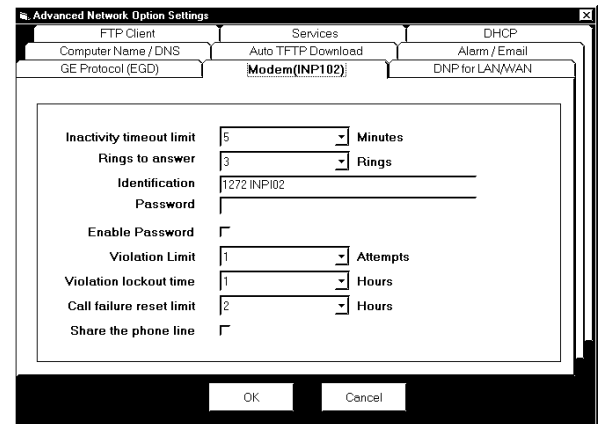 Advanced Network Option Settings
FTP Client Services DHCP
Computer Name / DNS Auto TFTP Download Alarm / Email
GE Protocol (EGD) Modem(INP102) DNP for LAN/WAN
Inactivity timeout limit 5 Minutes
Rings to answer 3 Rings
Identification 1272 INPI02
Password
Enable Password
Violation Limit 1 Attempts
Violation lockout time 1 Hours
Call failure reset limit 2 Hours
Share the phone line
OK Cancel